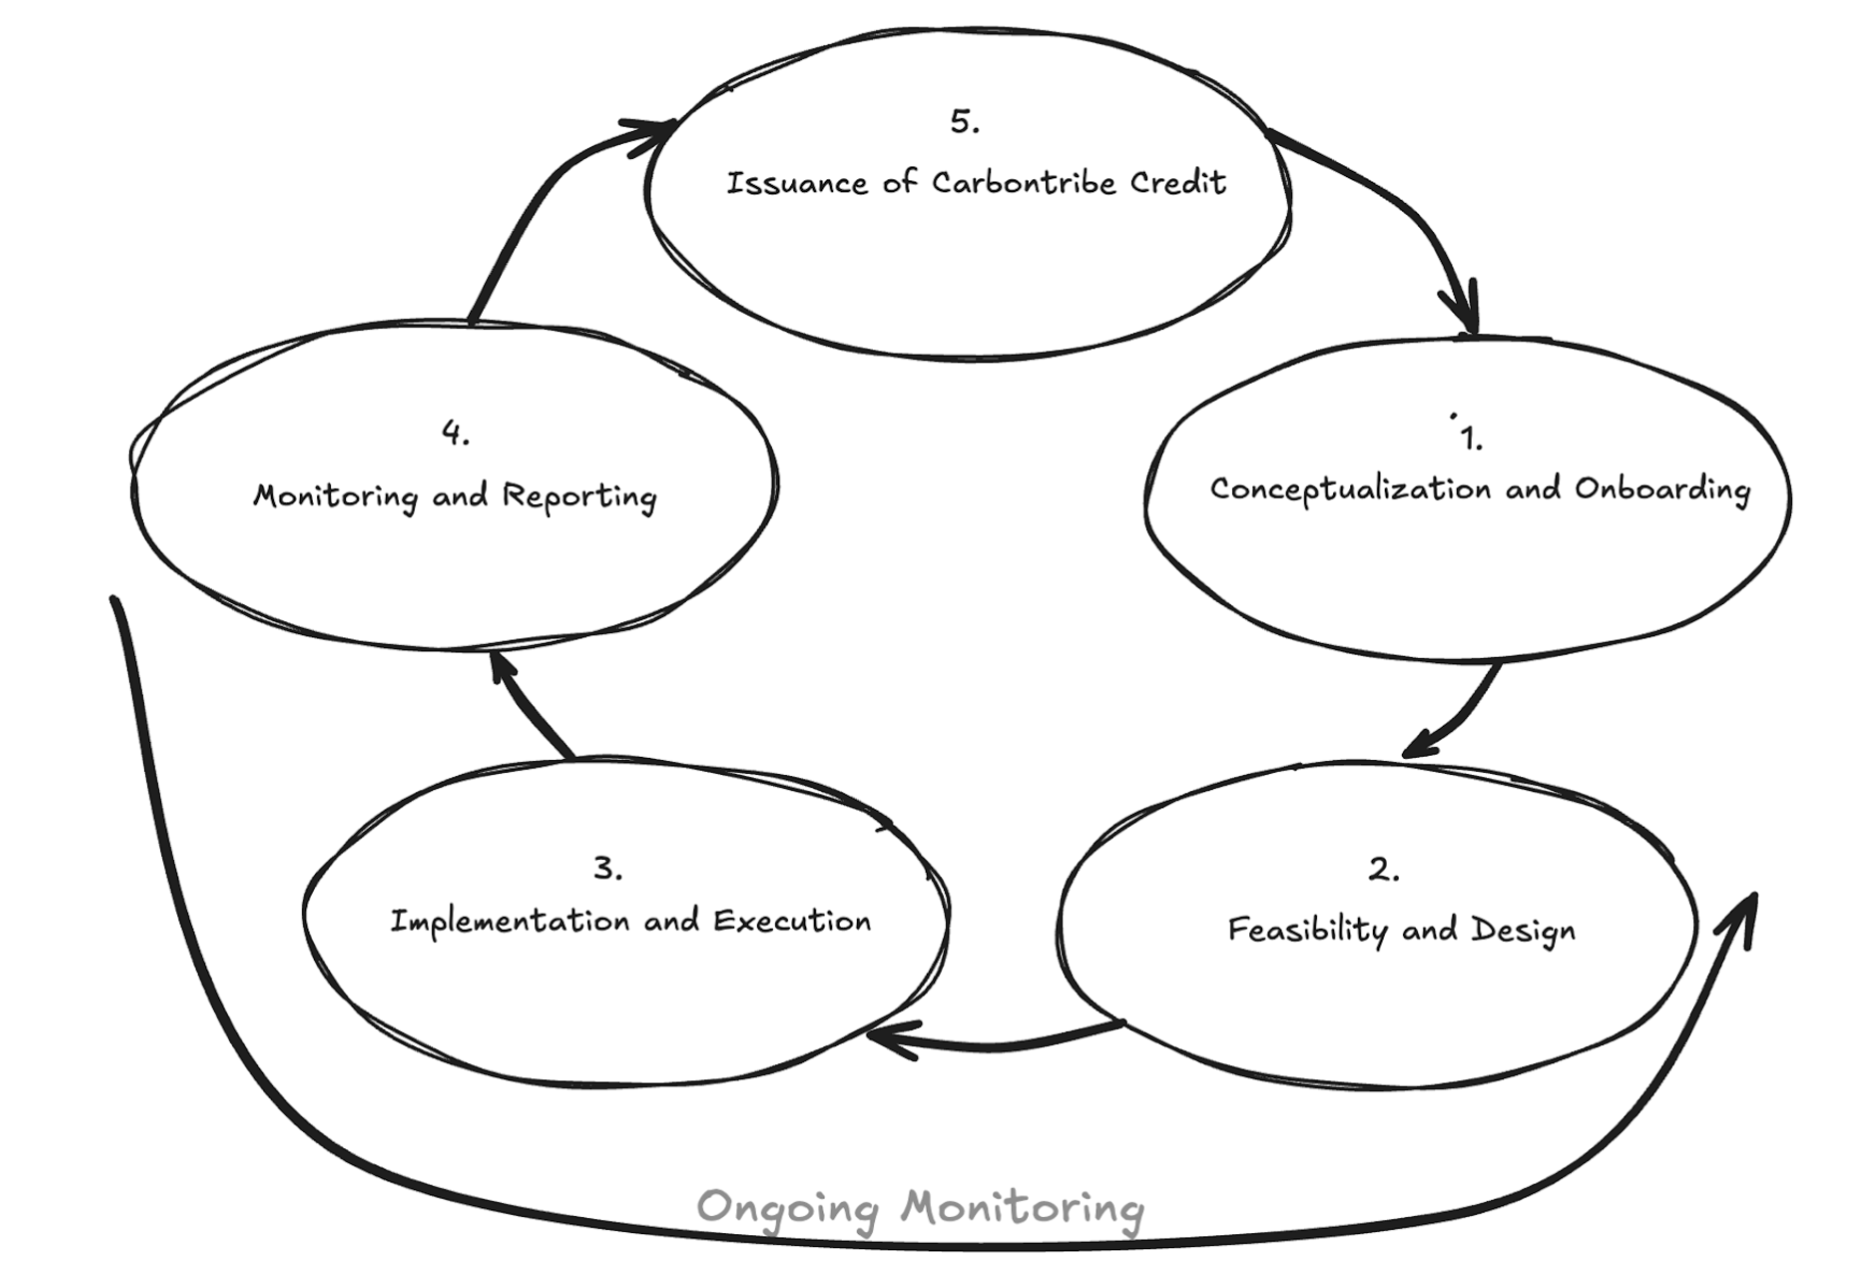 5.
Issuance of Carbontribe Credit
4.
Monitoring and Reporting
1.
Conceptualization and Onboarding
3.
Implementation and Execution
2.
Feasibility and Design
Ongoing Monitoring